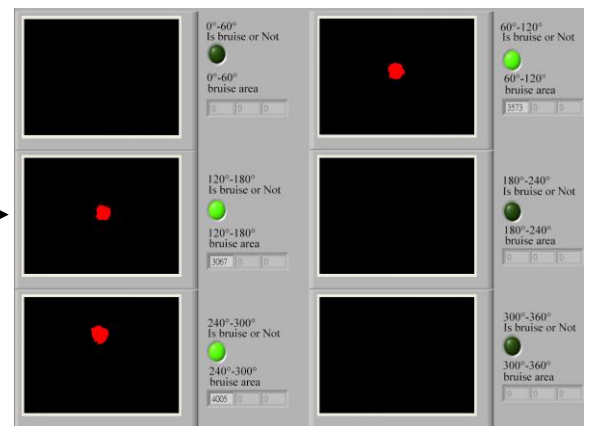 0°-60°
Is bruise or Not
0°-60°
bruise area
0 0 0
60°-120°
Is bruise or Not
60°-120°
bruise area
3573 0 0
120°-180°
Is bruise or Not
120°-180°
bruise area
3067 0 0
180°-240°
Is bruise or Not
180°-240°
bruise area
0 0 0
240°-300°
Is bruise or Not
240°-300°
bruise area
4005 0 0
300°-360°
Is bruise or Not
300°-360°
bruise area
0 0 0